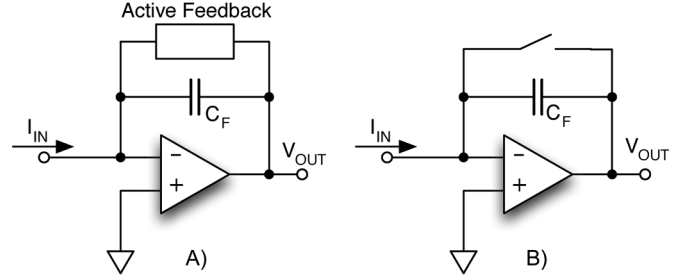 Active Feedback
C_F
I_IN
V_OUT
−
+
A)
C_F
I_IN
V_OUT
−
+
B)